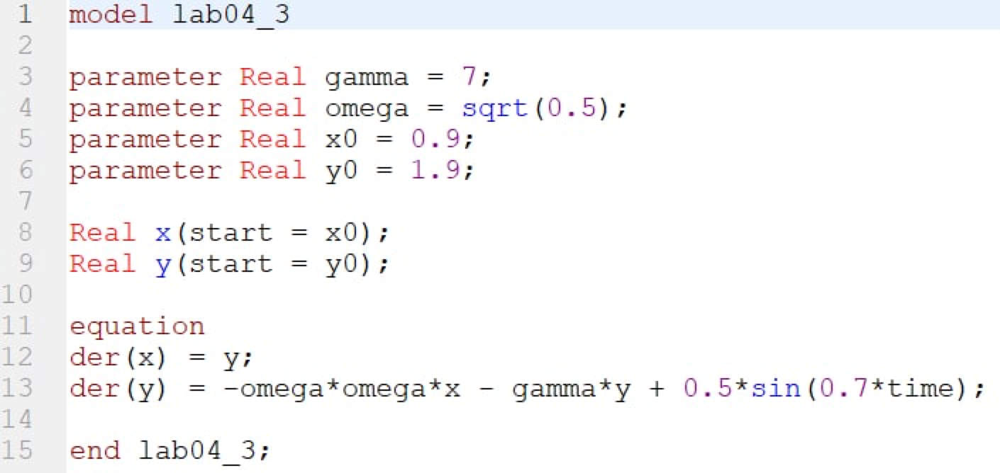 1 model lab04_3
2
3 parameter Real gamma = 7;
4 parameter Real omega = sqrt(0.5);
5 parameter Real x0 = 0.9;
6 parameter Real y0 = 1.9;
7
8 Real x(start = x0);
9 Real y(start = y0);
10
11 equation
12 der(x) = y;
13 der(y) = -omega*omega*x - gamma*y + 0.5*sin(0.7*time);
14
15 end lab04_3;